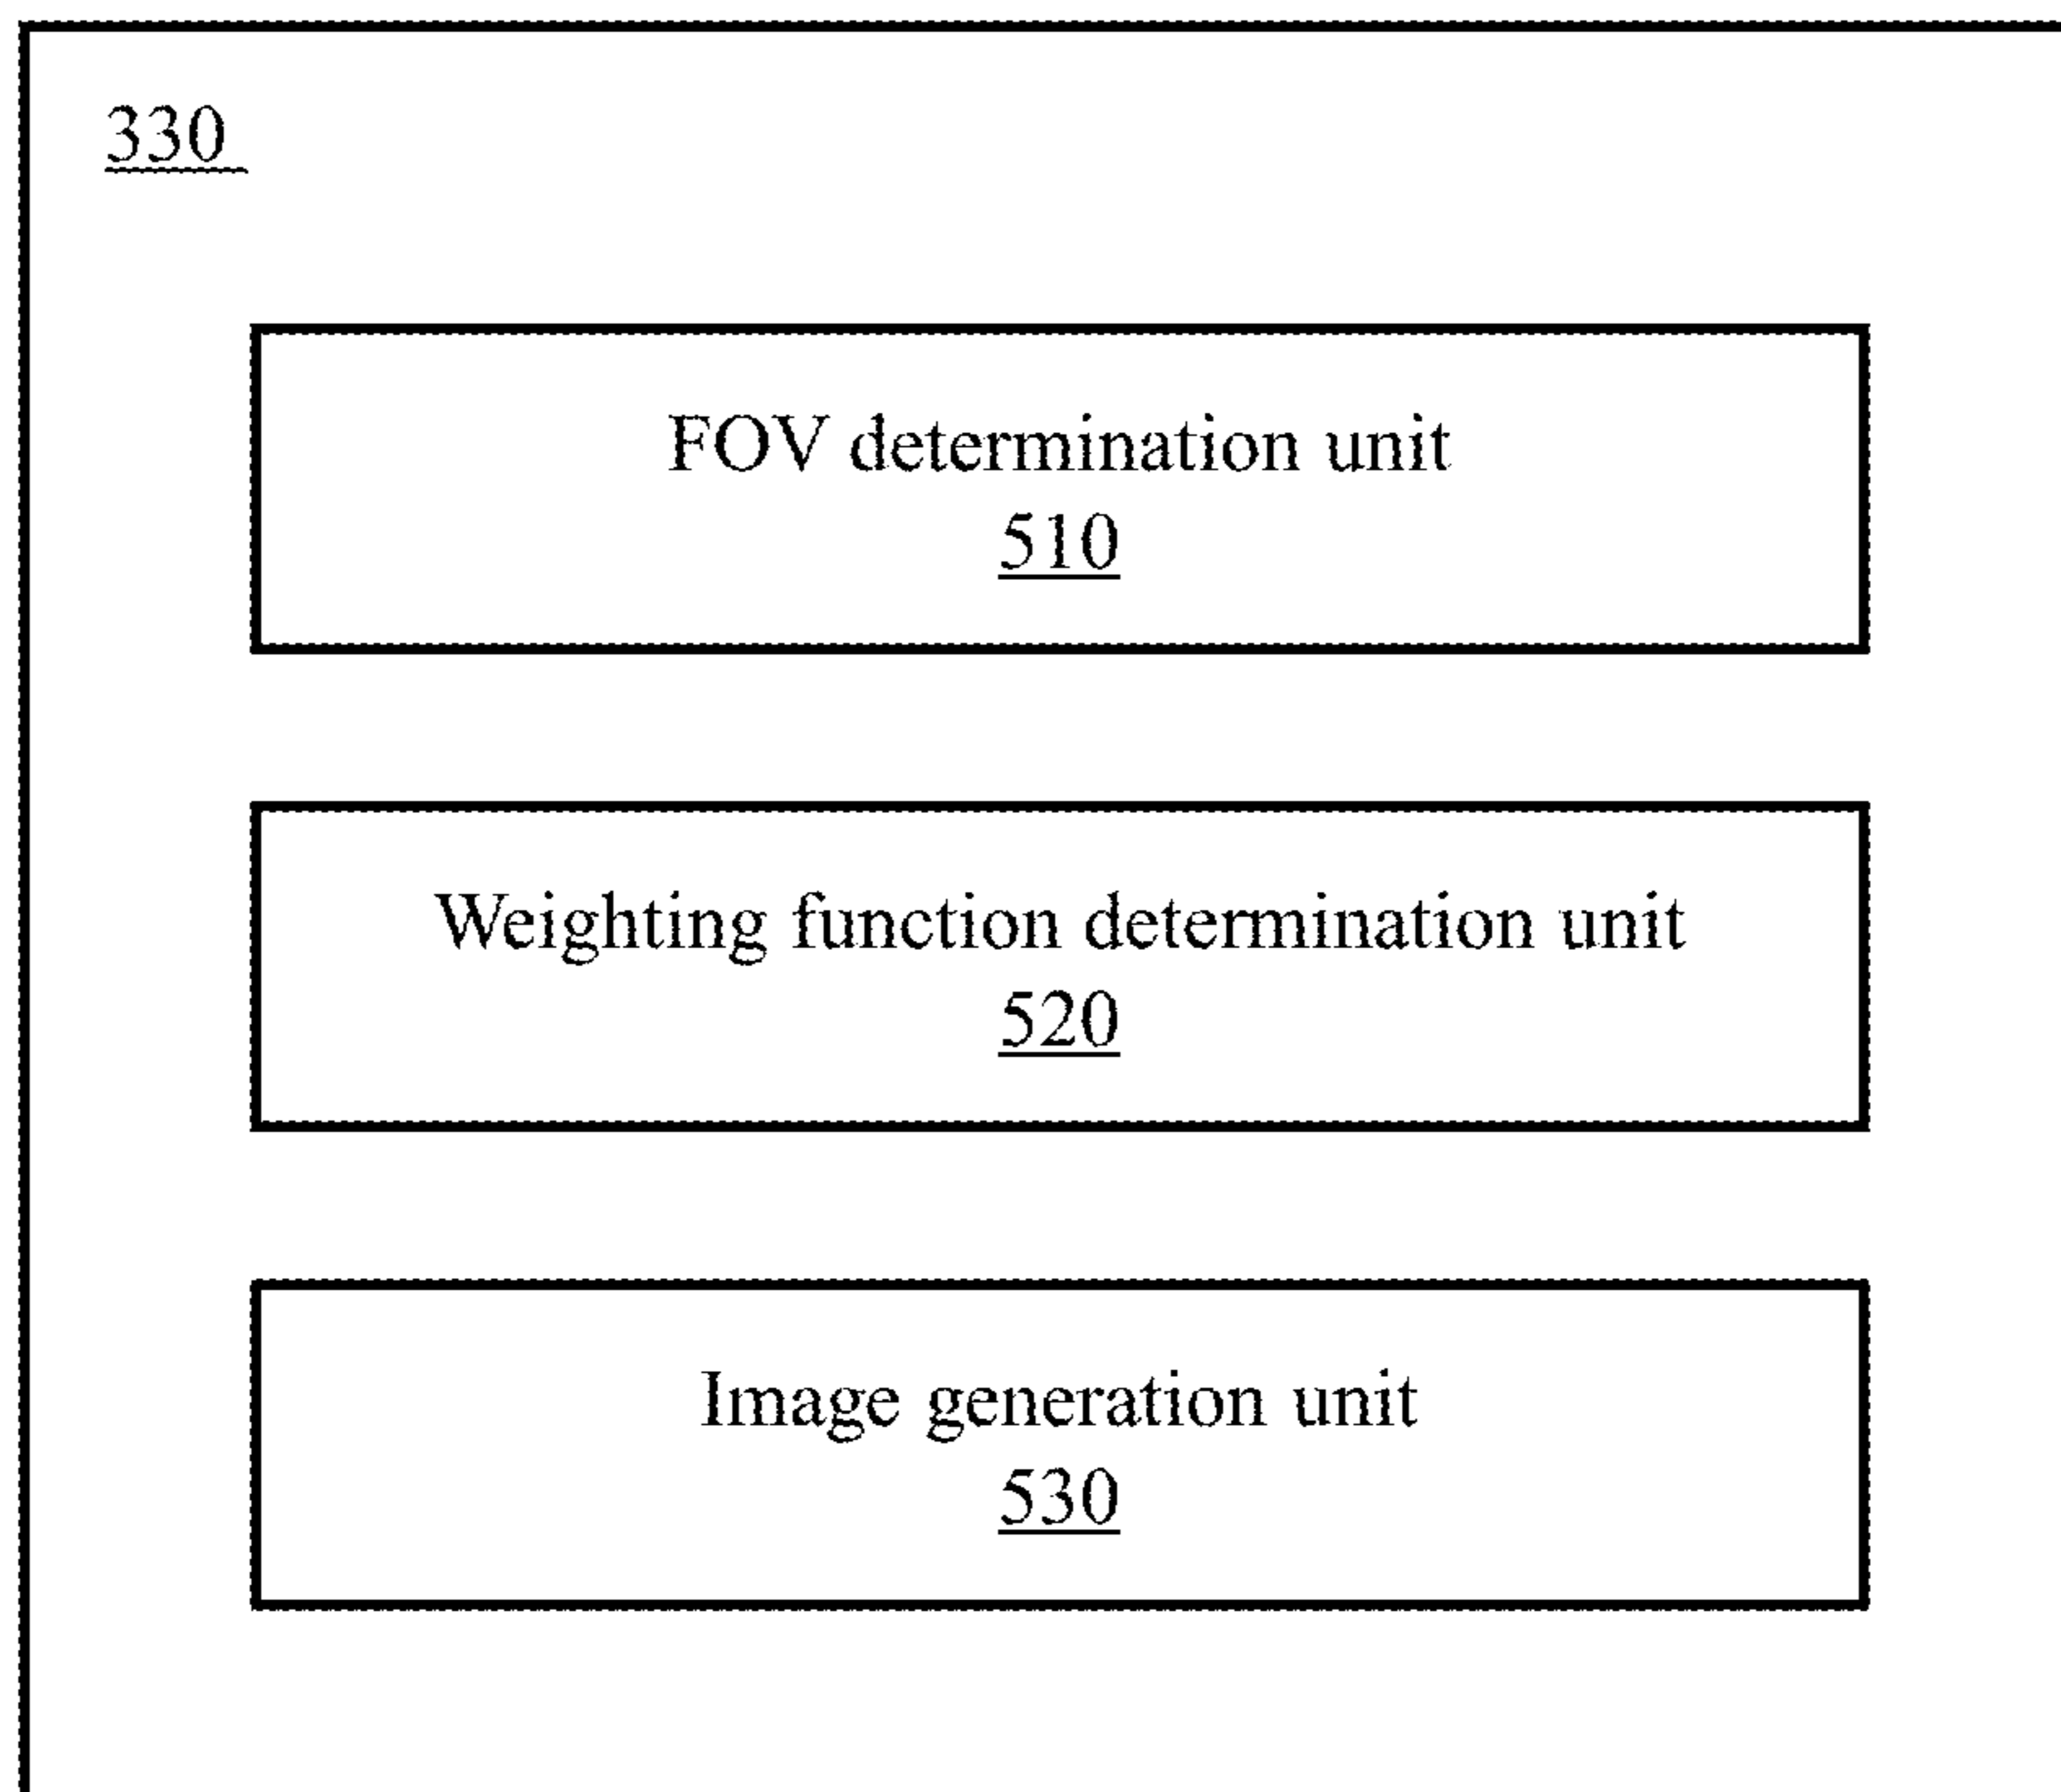 330
FOV determination unit
510
Weighting function determination unit
520
Image generation unit
530